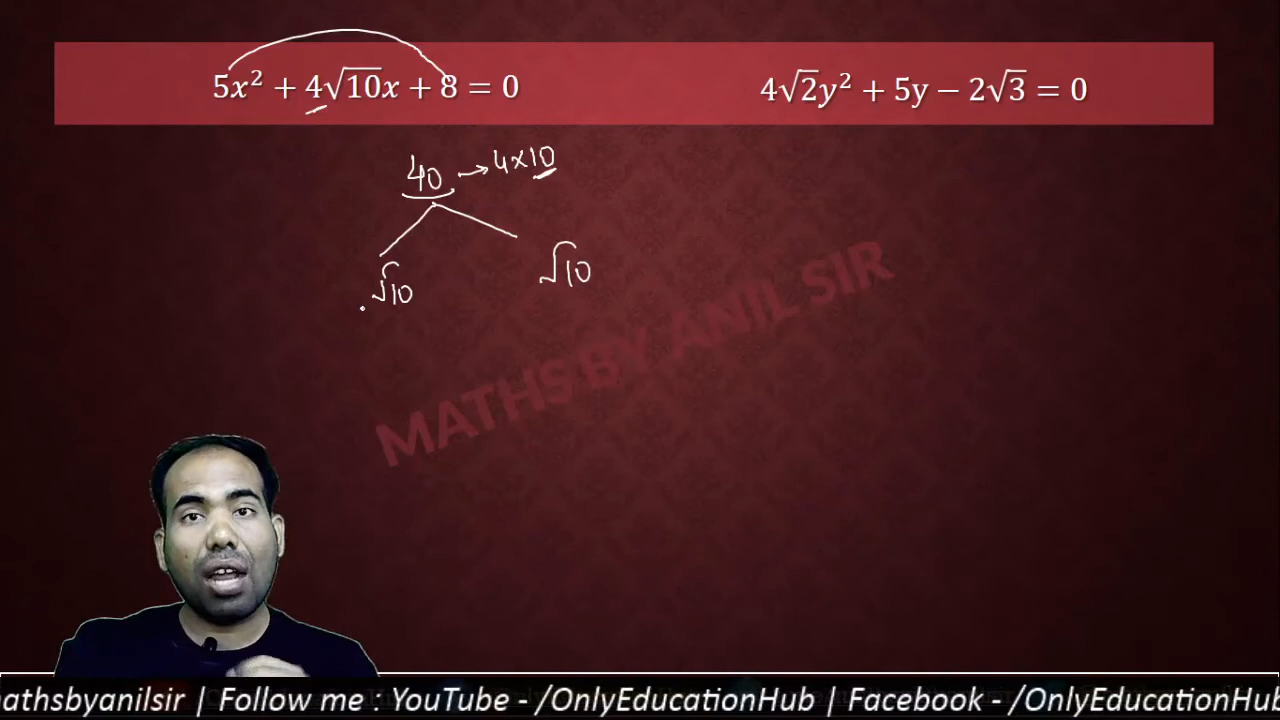 5x² + 4√10x + 8 = 0
4√2y² + 5y − 2√3 = 0
40 → 4×10
√10 √10
MATHS BY ANIL SIR
mathsbyanilsir | Follow me : YouTube - /OnlyEducationHub | Facebook - /OnlyEducationHub